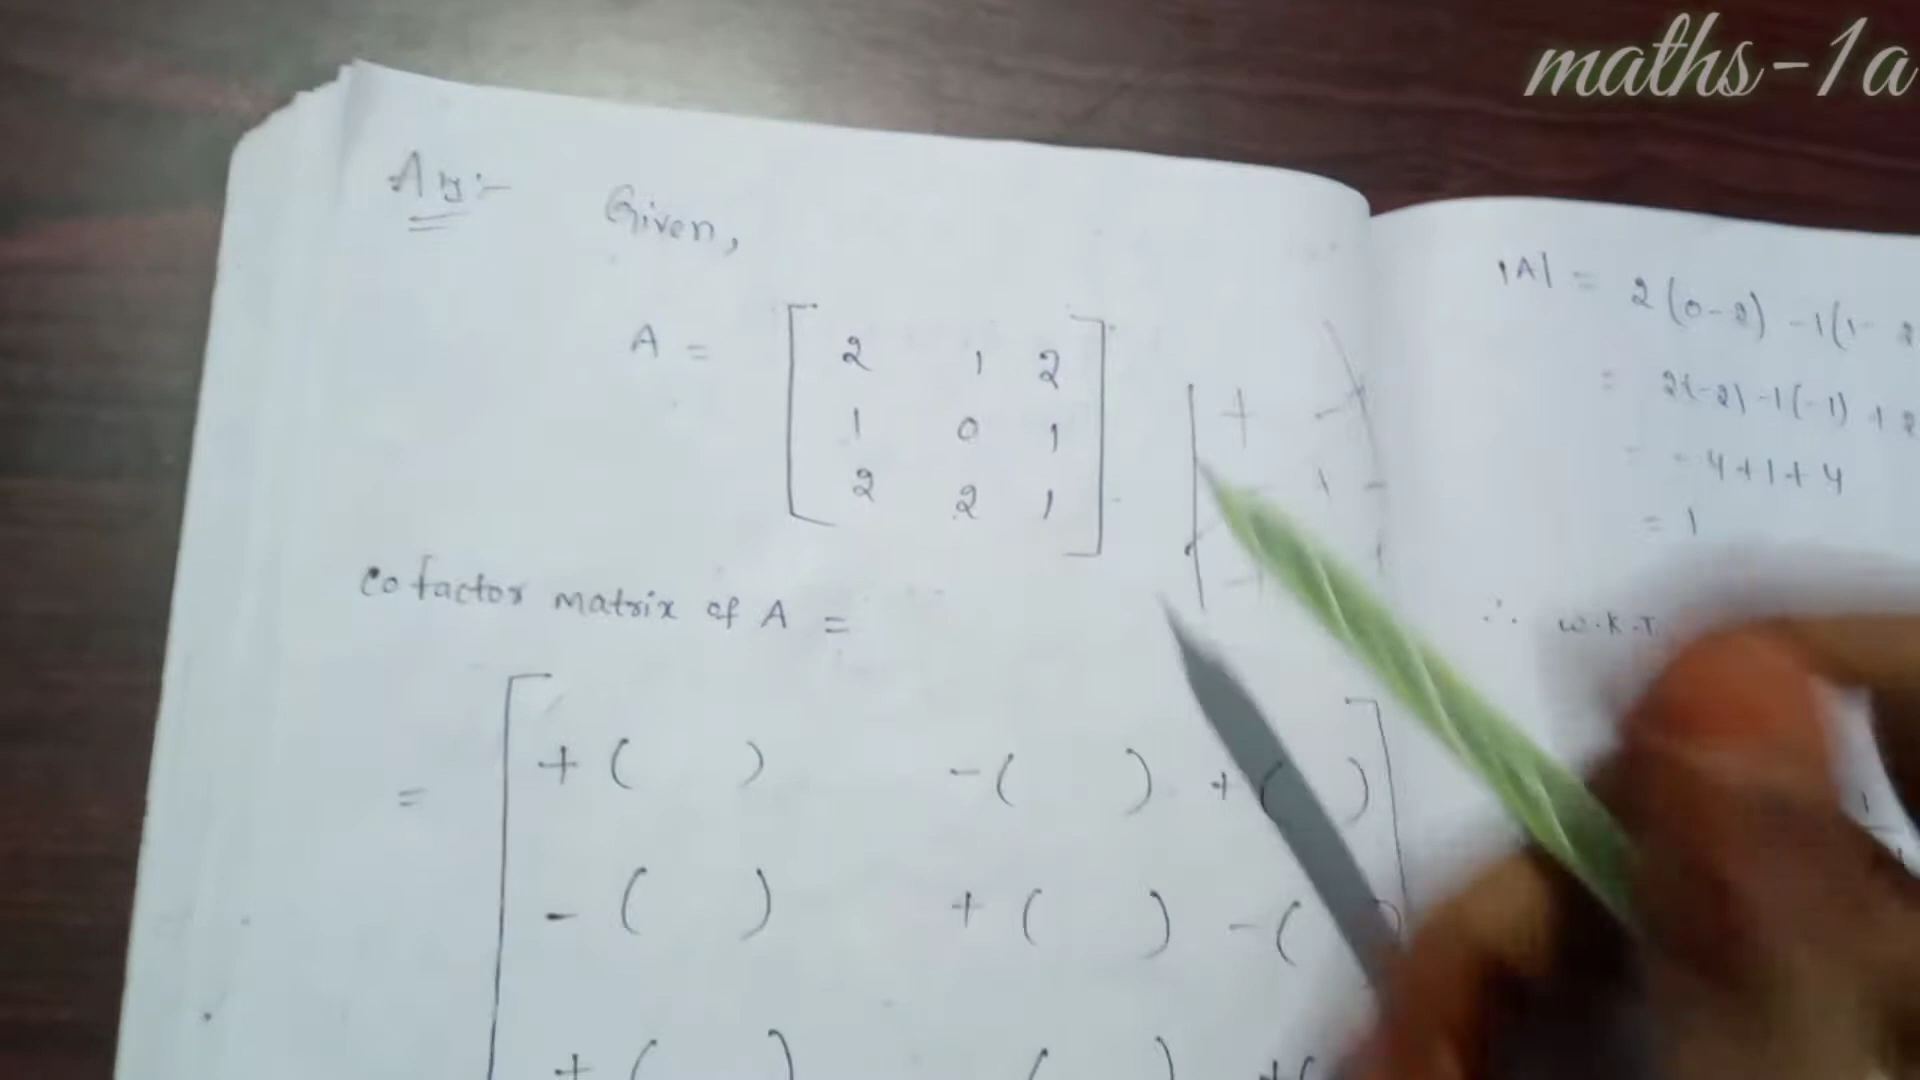 maths-1a
Ans:- Given,
A = [ 2 1 2
1 0 1
2 2 1 ]
+ -
+ -
cofactor matrix of A =
= [ +( ) -( ) +( ) ]
-( ) +( ) -( )
+( ) ( ) +(
|A| = 2(0-2) -1(1-2
= 2(-2) -1(-1) + 2
= -4+1+4
= 1
∴ W.K.T